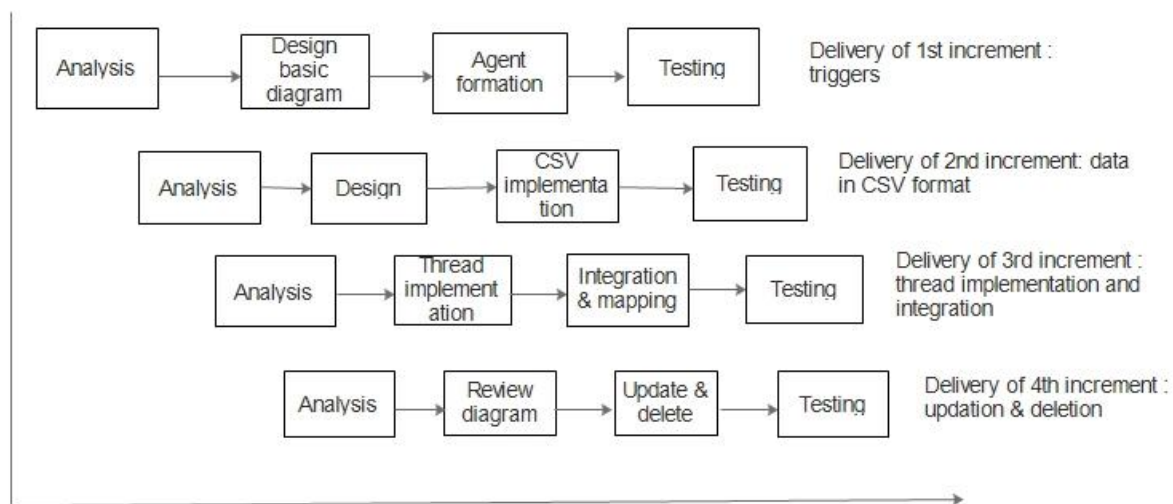 Analysis
Design
basic
diagram
Agent
formation
Testing
Delivery of 1st increment :
triggers
Analysis
Design
CSV
implementa
tion
Testing
Delivery of 2nd increment: data
in CSV format
Analysis
Thread
implement
ation
Integration
& mapping
Testing
Delivery of 3rd increment :
thread implementation and
integration
Analysis
Review
diagram
Update &
delete
Testing
Delivery of 4th increment :
updation & deletion